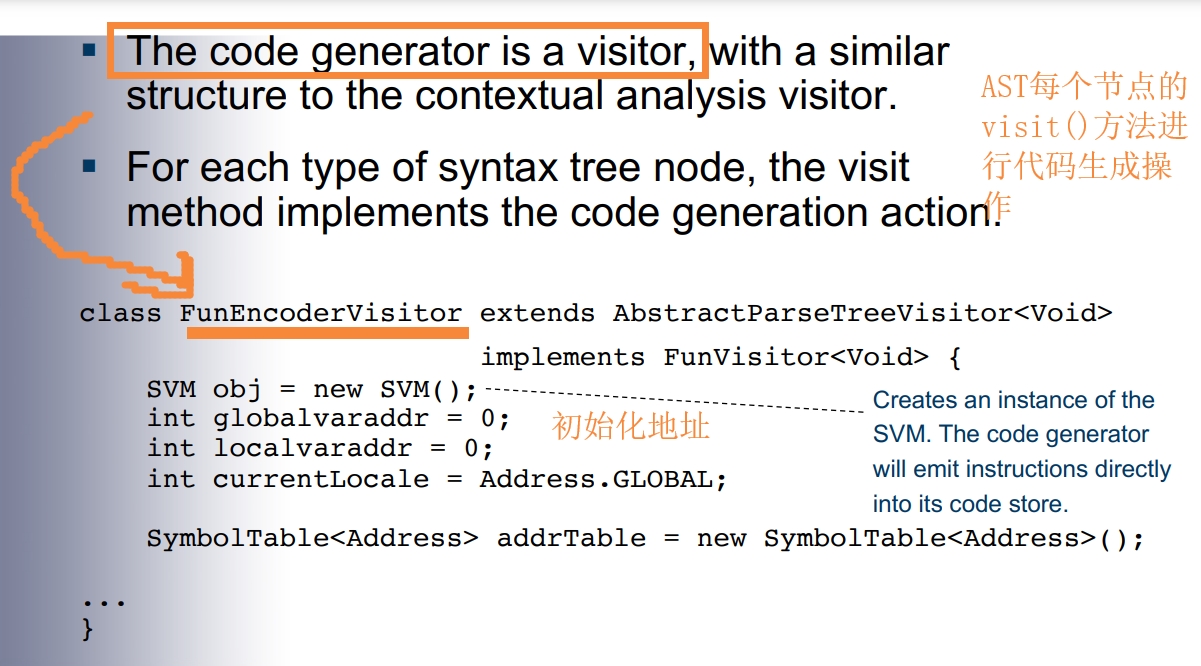 ▪ The code generator is a visitor, with a similar
structure to the contextual analysis visitor.
AST每个节点的
visit()方法进
行代码生成操
作
▪ For each type of syntax tree node, the visit
method implements the code generation action.
class FunEncoderVisitor extends AbstractParseTreeVisitor<Void>
implements FunVisitor<Void> {
SVM obj = new SVM();
int globalvaraddr = 0;
int localvaraddr = 0;
int currentLocale = Address.GLOBAL;
初始化地址
Creates an instance of the
SVM. The code generator
will emit instructions directly
into its code store.
SymbolTable<Address> addrTable = new SymbolTable<Address>();
...
}